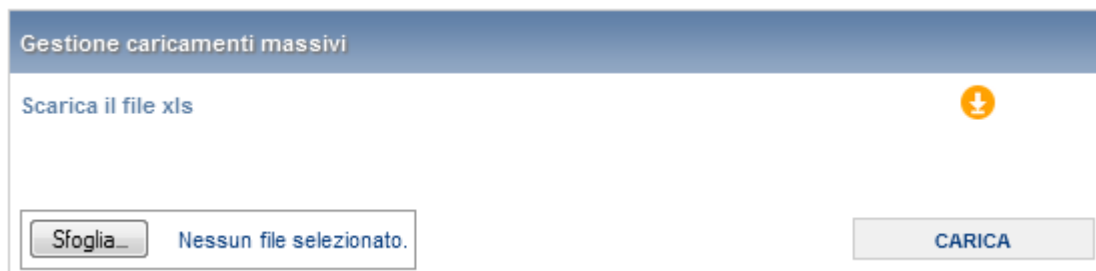 Gestione caricamenti massivi
Scarica il file xls
Sfoglia... Nessun file selezionato.
CARICA